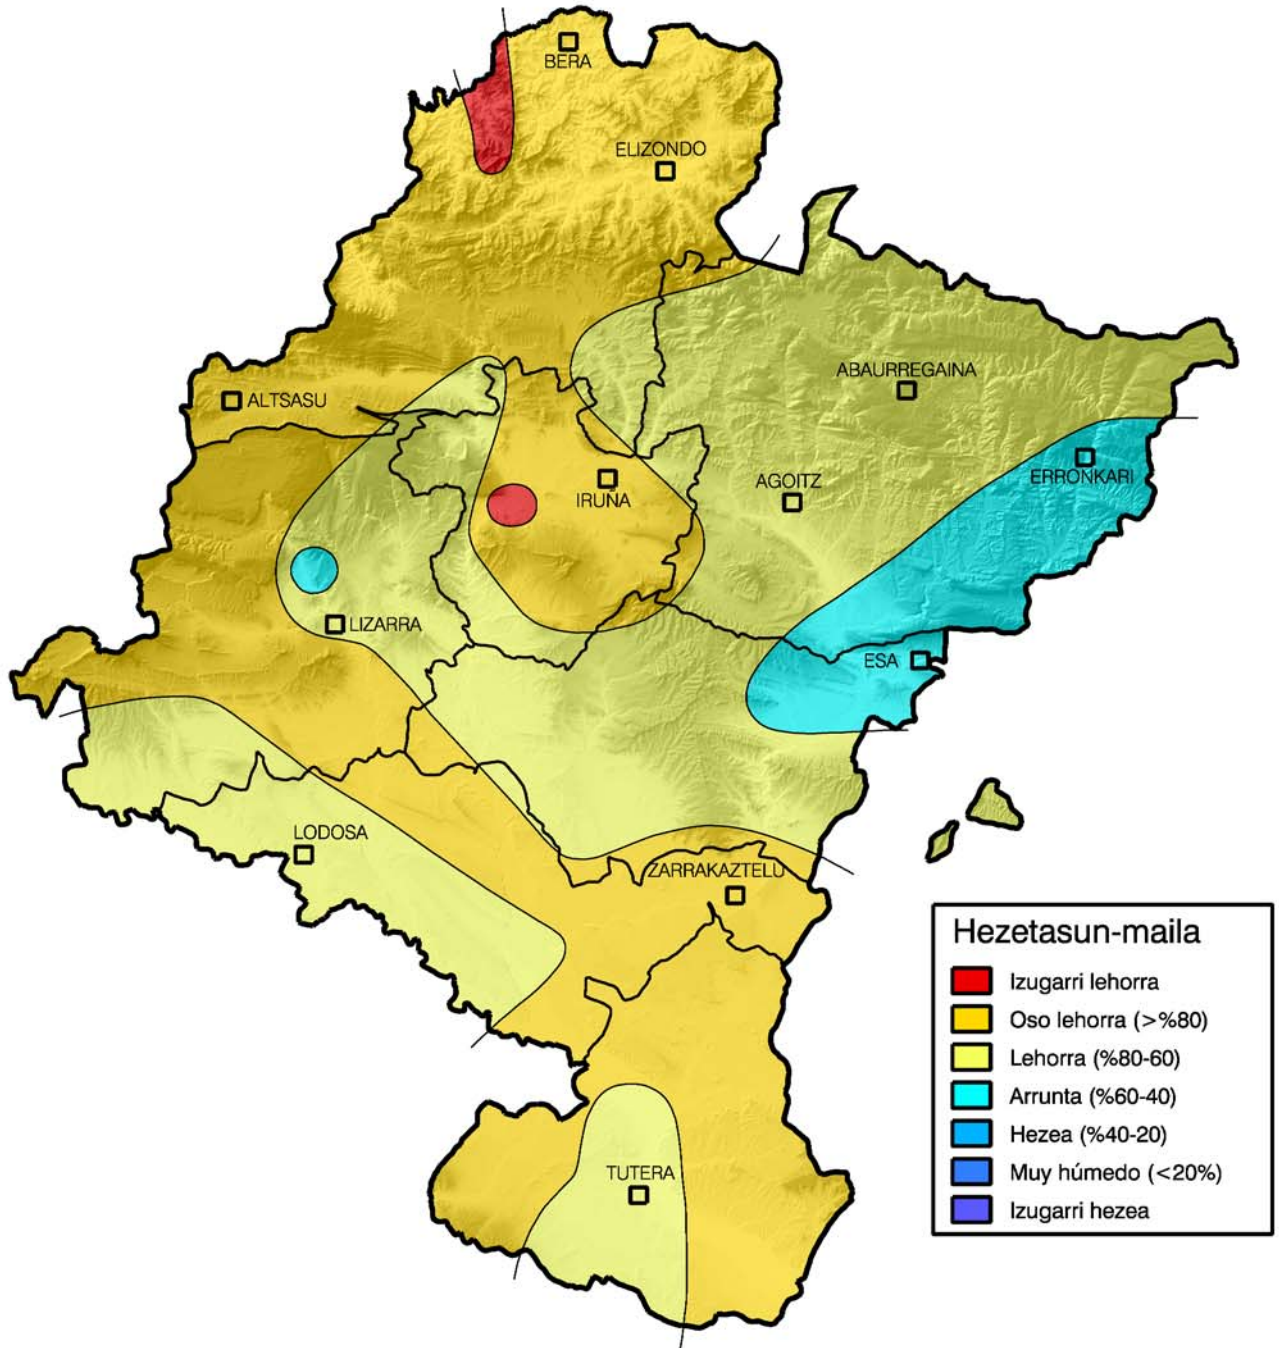 BERA
ELIZONDO
ABAURREGAINA
ALTSASU
ERRONKARI
AGOITZ
IRUÑA
LIZARRA
ESA
LODOSA
ZARRAKAZTELU
Hezetasun-maila
Izugarri lehorra
Oso lehorra (>%80)
Lehorra (%80-60)
Arrunta (%60-40)
Hezea (%40-20)
Muy húmedo (<20%)
Izugarri hezea
TUTERA